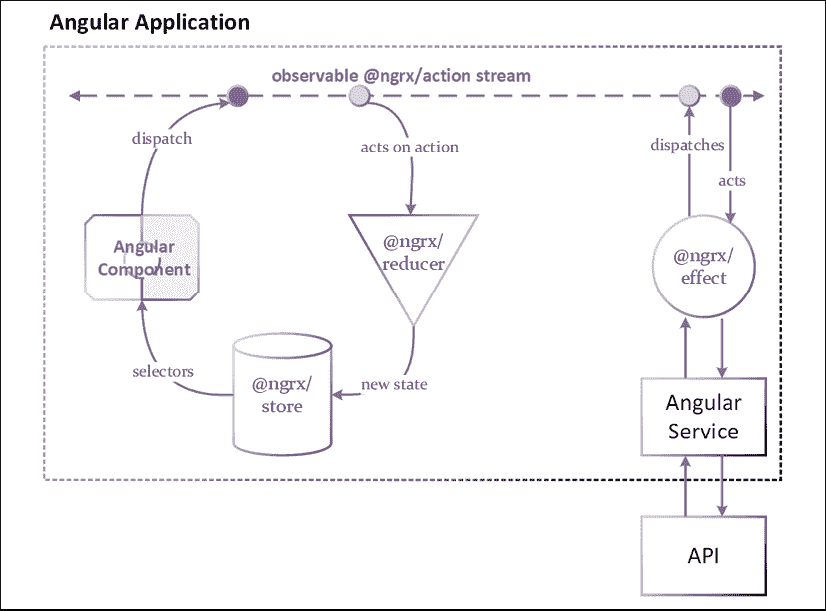 Angular Application
observable @ngrx/action stream
dispatch
acts on action
dispatches
acts
Angular
Component
@ngrx/
reducer
@ngrx/
effect
selectors
@ngrx/
store
new state
Angular
Service
API